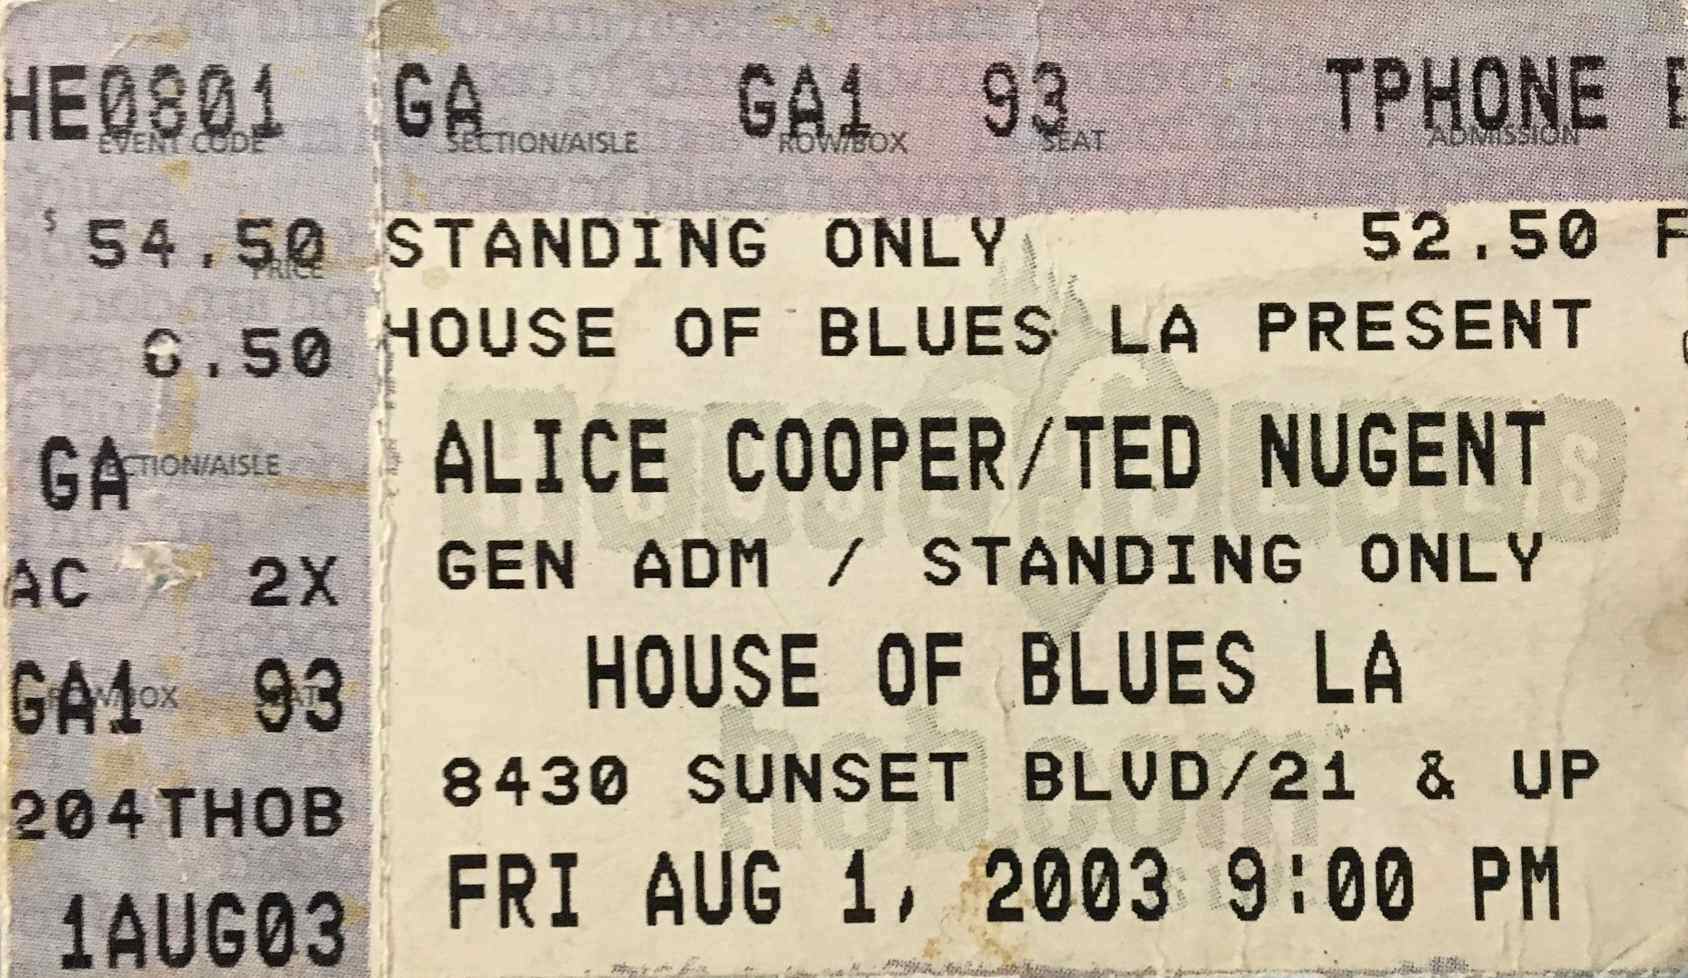 HE0801 GA GA1 93 TPHONE
EVENT CODE SECTION/AISLE ROW/BOX SEAT ADMISSION
$ 54.50 STANDING ONLY 52.50 F
PRICE
6.50 HOUSE OF BLUES LA PRESENT
ALICE COOPER/TED NUGENT
GA SECTION/AISLE
AC 2X GEN ADM / STANDING ONLY
GA1 93 HOUSE OF BLUES LA
ROW/BOX SEAT
204THOB 8430 SUNSET BLVD/21 & UP
hob.com
1AUG03 FRI AUG 1, 2003 9:00 PM